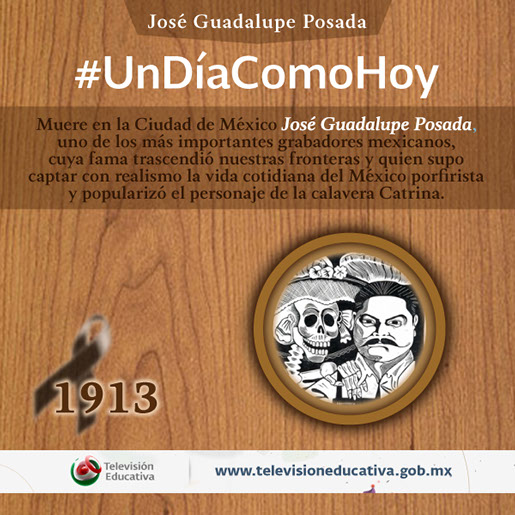 José Guadalupe Posada
#UnDíaComoHoy
Muere en la Ciudad de México José Guadalupe Posada,
uno de los más importantes grabadores mexicanos,
cuya fama trascendió nuestras fronteras y quien supo
captar con realismo la vida cotidiana del México porfirista
y popularizó el personaje de la calavera Catrina.
1913
Televisión
Educativa
www.televisioneducativa.gob.mx